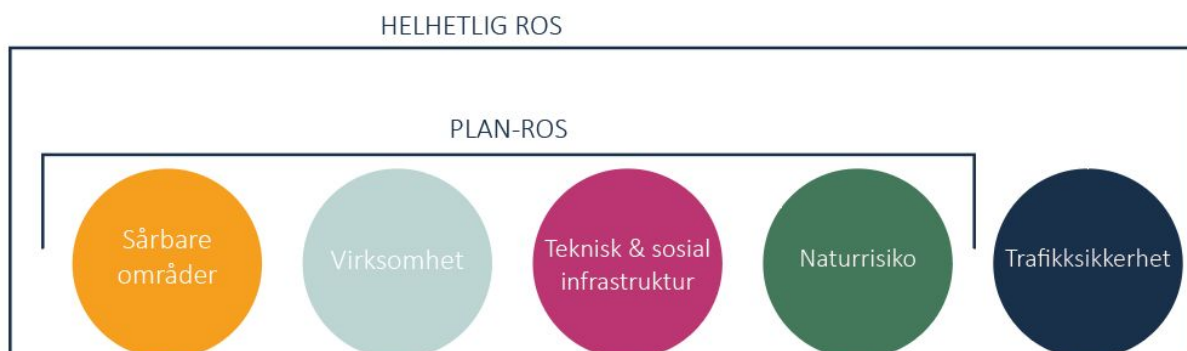 HELHETLIG ROS
PLAN-ROS
Sårbare
områder
Virksomhet
Teknisk & sosial
infrastruktur
Naturrisiko
Trafikksikkerhet